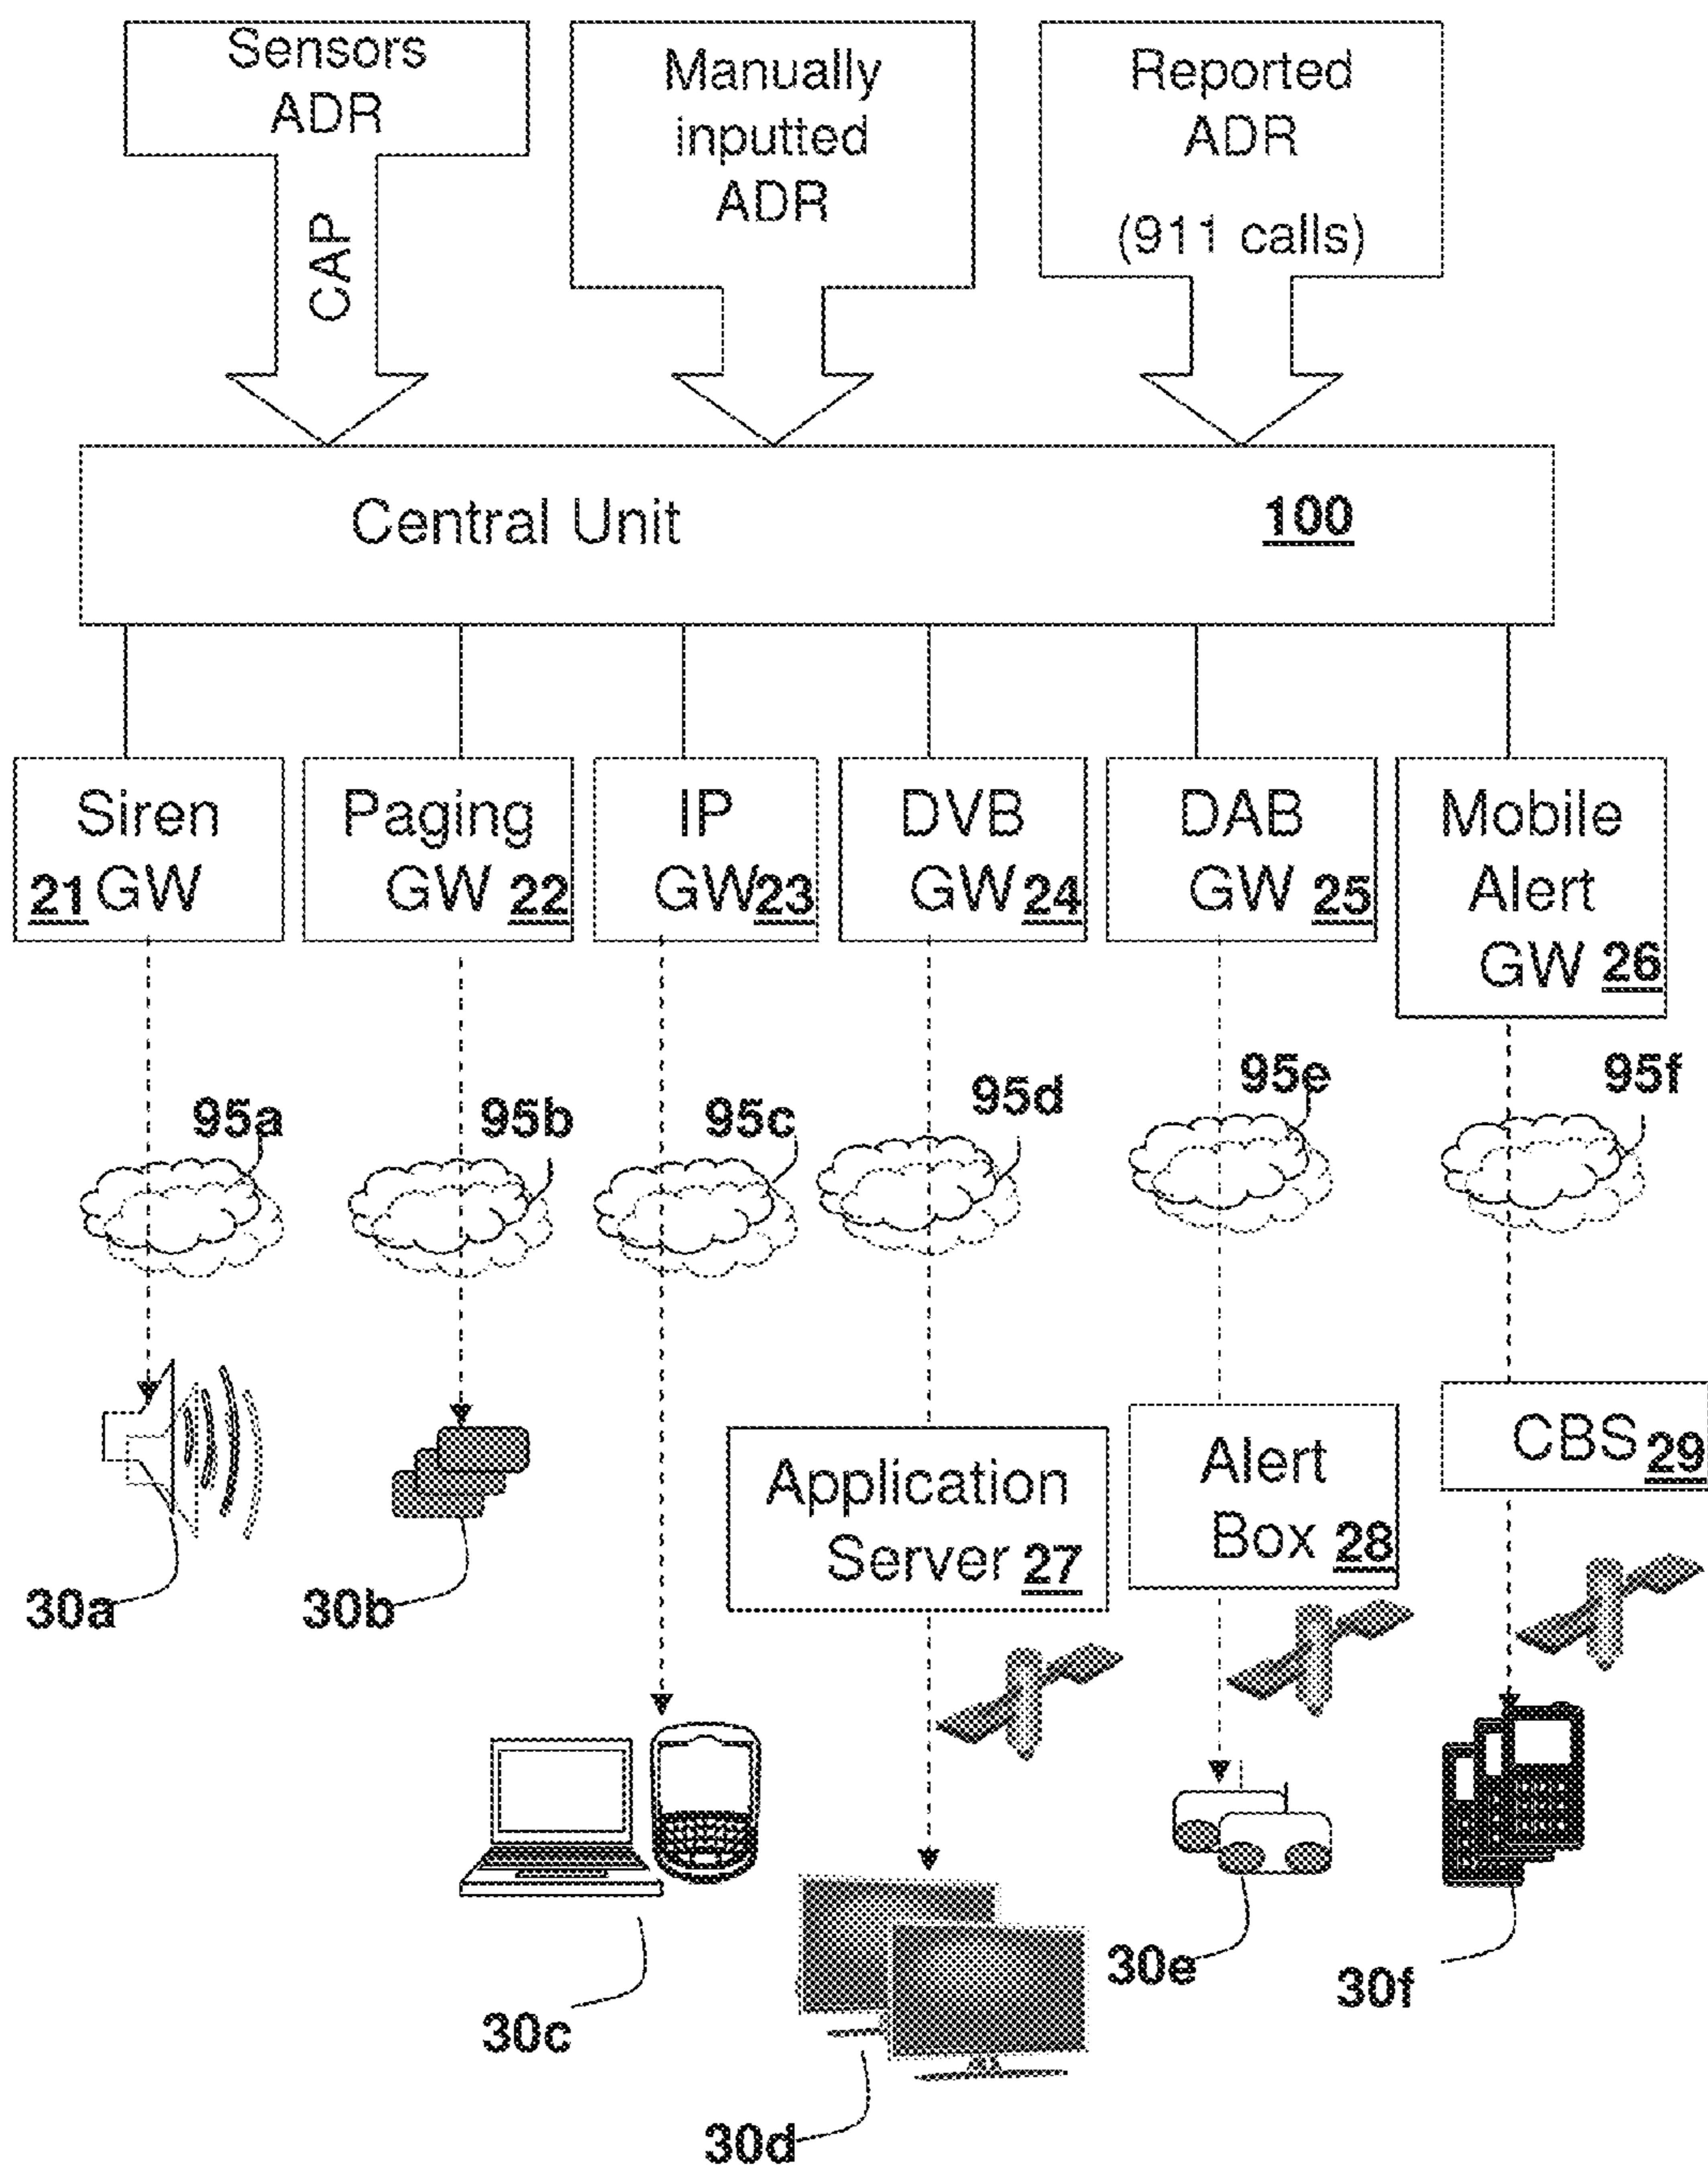 Sensors
ADR
CAP
Manually
inputted
ADR
Reported
ADR
(911 calls)
Central Unit 100
Siren
21 GW
Paging
GW 22
IP
GW 23
DVB
GW 24
DAB
GW 25
Mobile
Alert
GW 26
95a
95b
95c
95d
95e
95f
Application
Server 27
Alert
Box 28
CBS 29
30a
30b
30c
30d
30e
30f